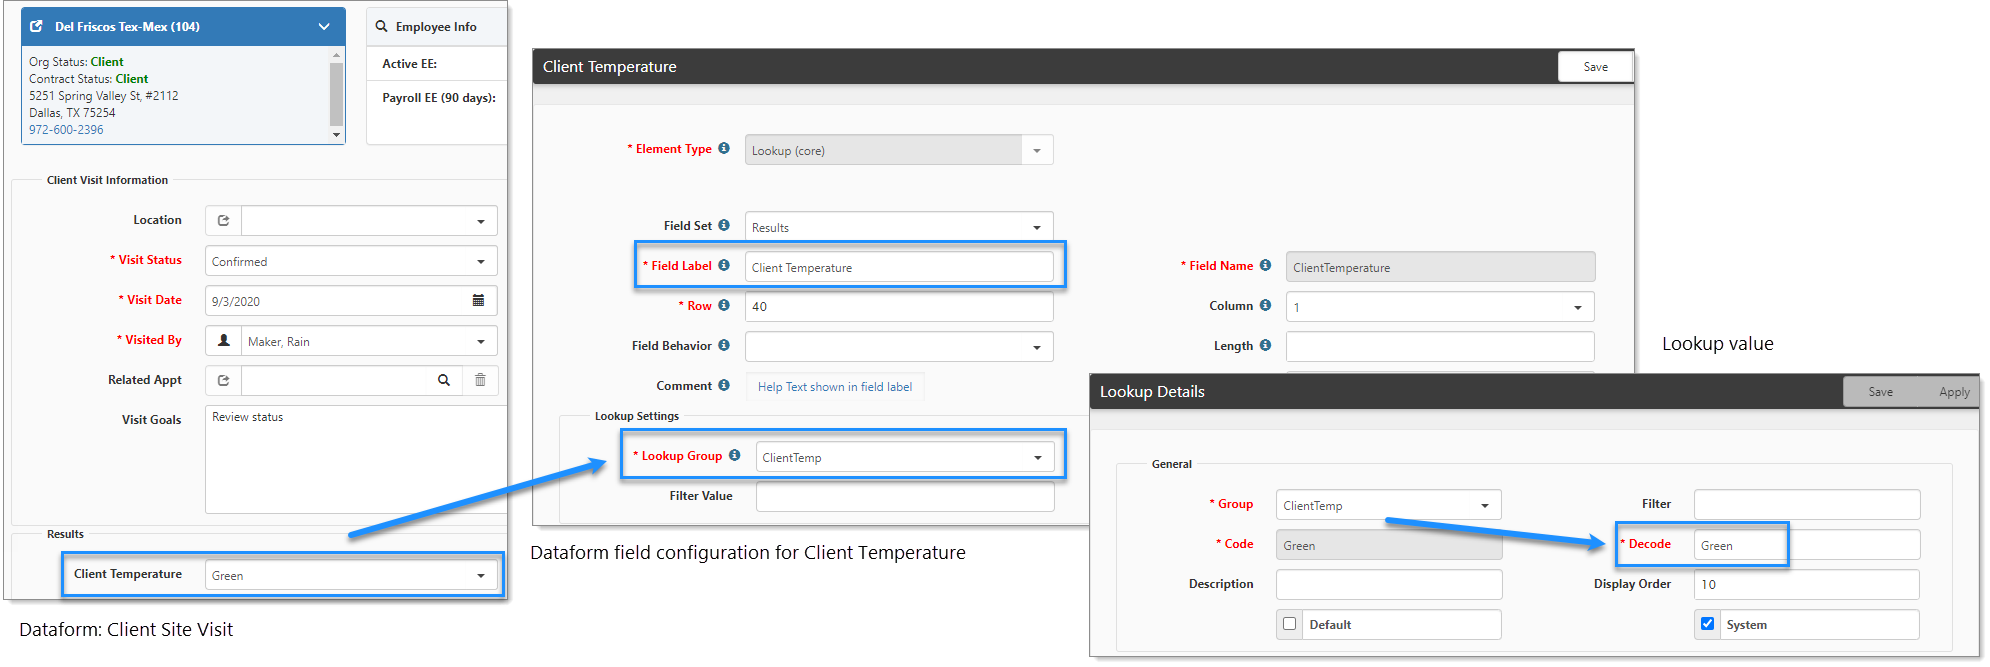 Del Friscos Tex-Mex (104)
Org Status: Client
Contract Status: Client
5251 Spring Valley St, #2112
Dallas, TX 75254
972-600-2396
Employee Info
Active EE:
Payroll EE (90 days):
Client Visit Information
Location
* Visit Status Confirmed
* Visit Date 9/3/2020
* Visited By Maker, Rain
Related Appt
Visit Goals Review status
Results
Client Temperature Green
Dataform: Client Site Visit
Client Temperature Save
* Element Type Lookup (core)
Field Set Results
* Field Label Client Temperature * Field Name ClientTemperature
* Row 40 Column 1
Field Behavior Length
Comment Help Text shown in field label
Lookup Settings
* Lookup Group ClientTemp
Filter Value
Dataform field configuration for Client Temperature
Lookup value
Lookup Details Save Apply
General
* Group ClientTemp Filter
* Code Green * Decode Green
Description Display Order 10
Default System